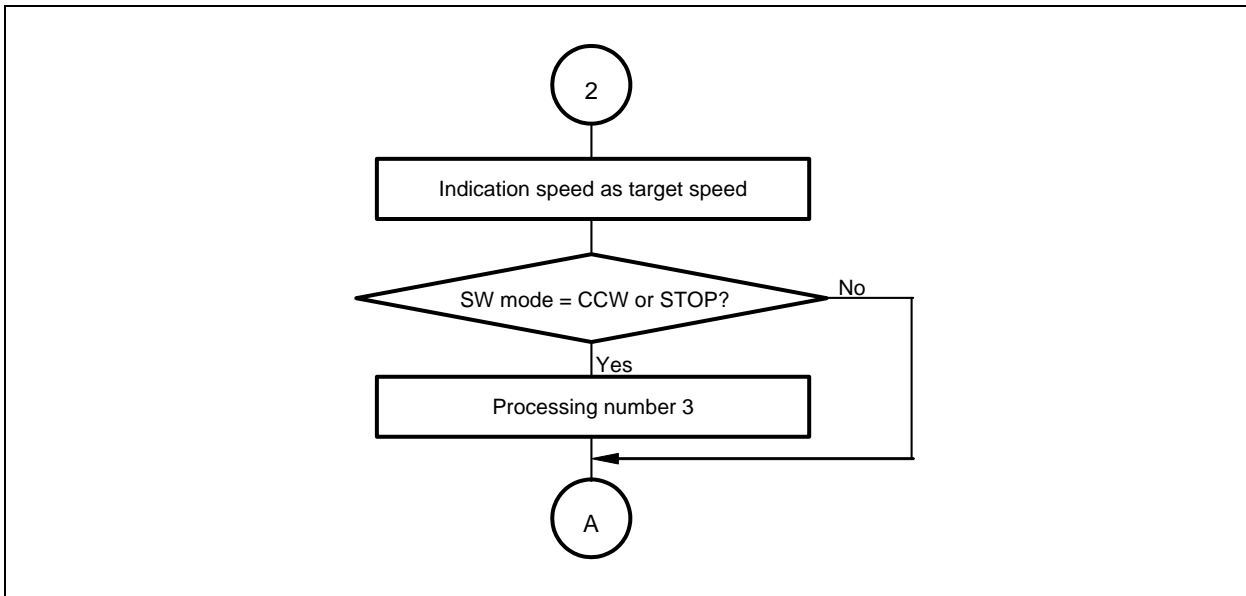 2
Indication speed as target speed
SW mode = CCW or STOP?
No
Yes
Processing number 3
A